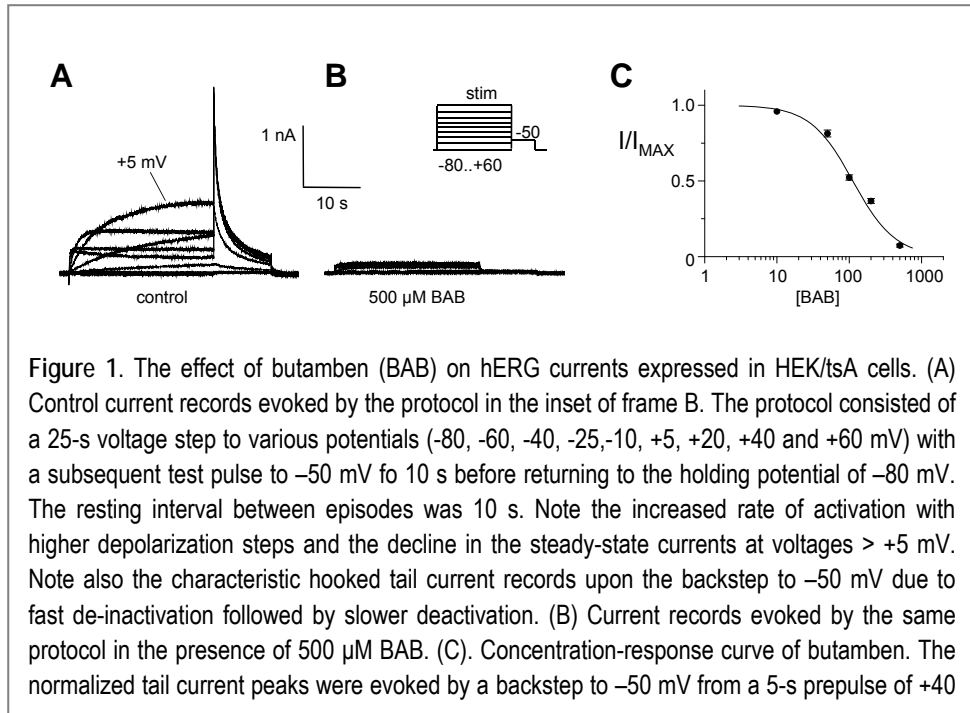 A
B
C
stim
1 nA
-50
+5 mV
-80..+60
10 s
control
500 µM BAB
1.0
I/I_MAX
0.5
0
1
10
100
1000
[BAB]
Figure 1. The effect of butamben (BAB) on hERG currents expressed in HEK/tsA cells. (A)
Control current records evoked by the protocol in the inset of frame B. The protocol consisted of
a 25-s voltage step to various potentials (-80, -60, -40, -25,-10, +5, +20, +40 and +60 mV) with
a subsequent test pulse to –50 mV fo 10 s before returning to the holding potential of –80 mV.
The resting interval between episodes was 10 s. Note the increased rate of activation with
higher depolarization steps and the decline in the steady-state currents at voltages > +5 mV.
Note also the characteristic hooked tail current records upon the backstep to –50 mV due to
fast de-inactivation followed by slower deactivation. (B) Current records evoked by the same
protocol in the presence of 500 µM BAB. (C). Concentration-response curve of butamben. The
normalized tail current peaks were evoked by a backstep to –50 mV from a 5-s prepulse of +40